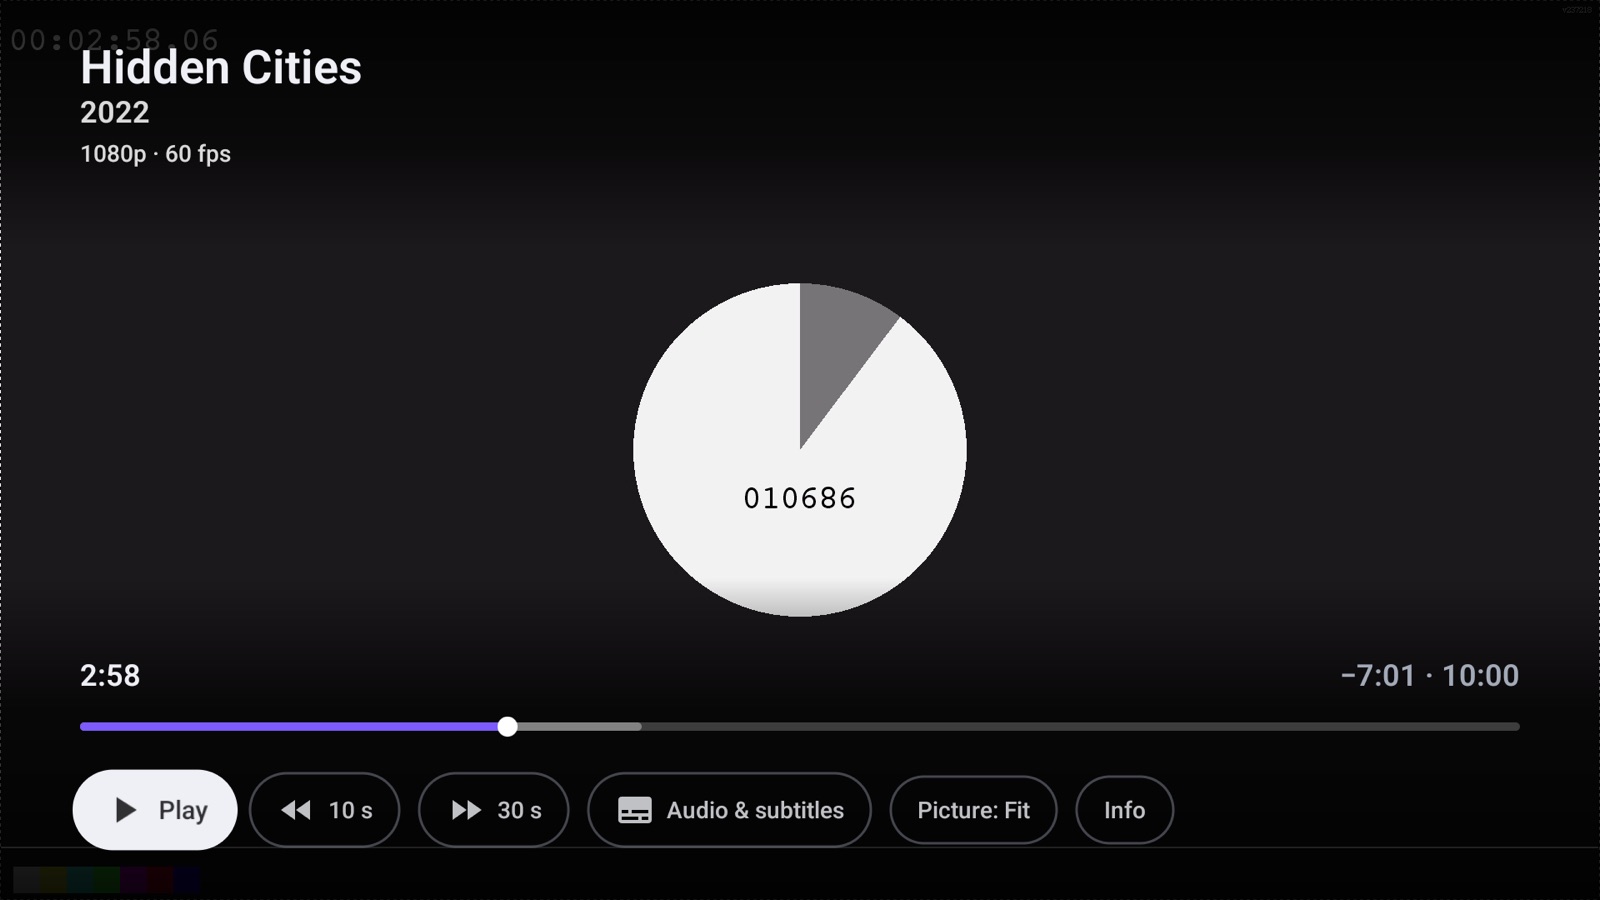 00:02:58.06
v277233
Hidden Cities
2022
1080p · 60 fps
010686
2:58
−7:01 · 10:00
Play
10 s
30 s
Audio & subtitles
Picture: Fit
Info